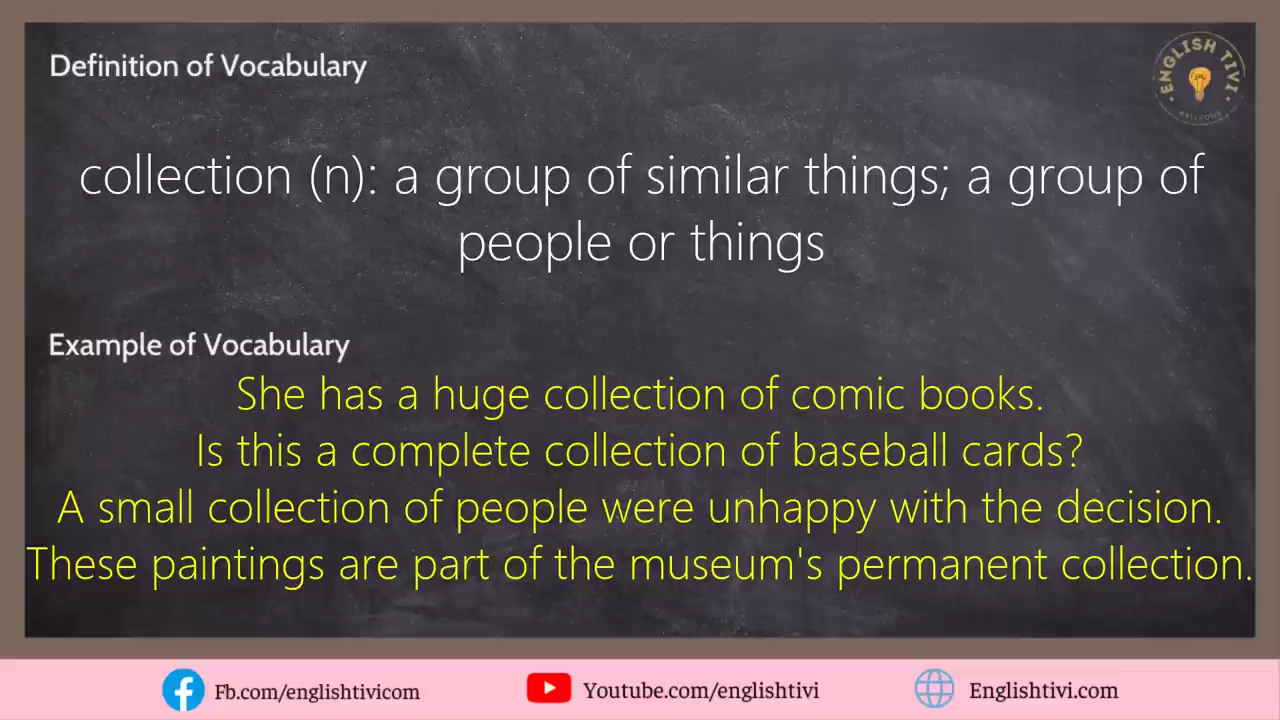 Definition of Vocabulary
ENGLISH TIVI
collection (n): a group of similar things; a group of
people or things
Example of Vocabulary
She has a huge collection of comic books.
Is this a complete collection of baseball cards?
A small collection of people were unhappy with the decision.
These paintings are part of the museum's permanent collection.
Fb.com/englishtivicom
Youtube.com/englishtivi
Englishtivi.com